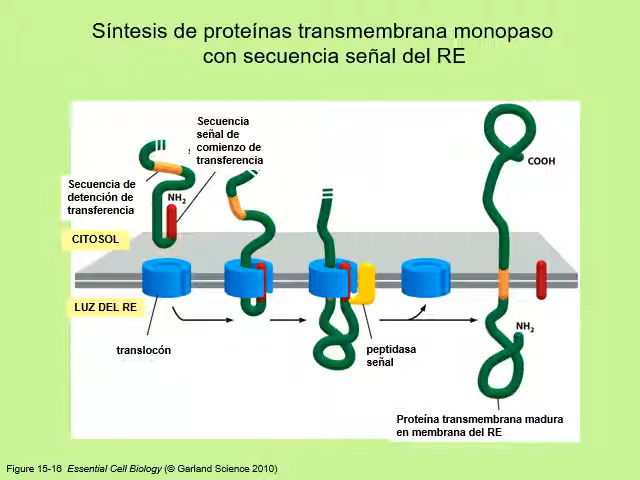 Síntesis de proteínas transmembrana monopaso
con secuencia señal del RE
Secuencia
señal de
comienzo de
transferencia
Secuencia de
detención de
transferencia
NH2
CITOSOL
LUZ DEL RE
translocón
peptidasa
señal
COOH
NH2
Proteína transmembrana madura
en membrana del RE
Figure 15-16 Essential Cell Biology (© Garland Science 2010)